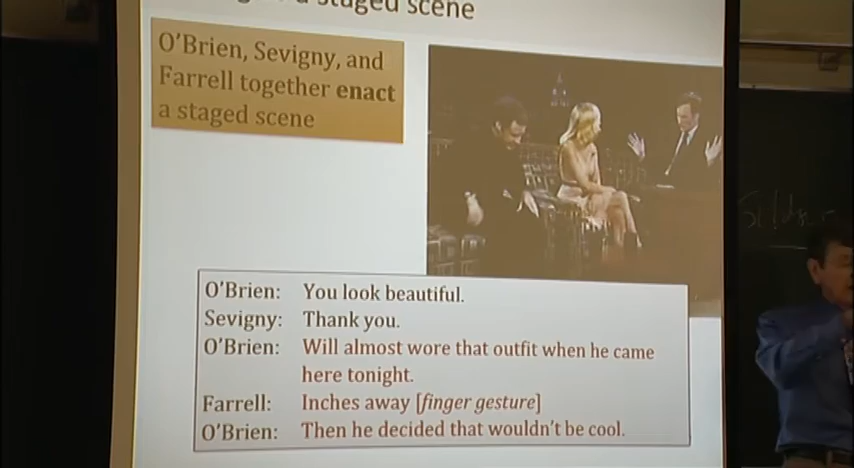 a staged scene
O'Brien, Sevigny, and
Farrell together enact
a staged scene
O'Brien: You look beautiful.
Sevigny: Thank you.
O'Brien: Will almost wore that outfit when he came
here tonight.
Farrell: Inches away [finger gesture]
O'Brien: Then he decided that wouldn't be cool.